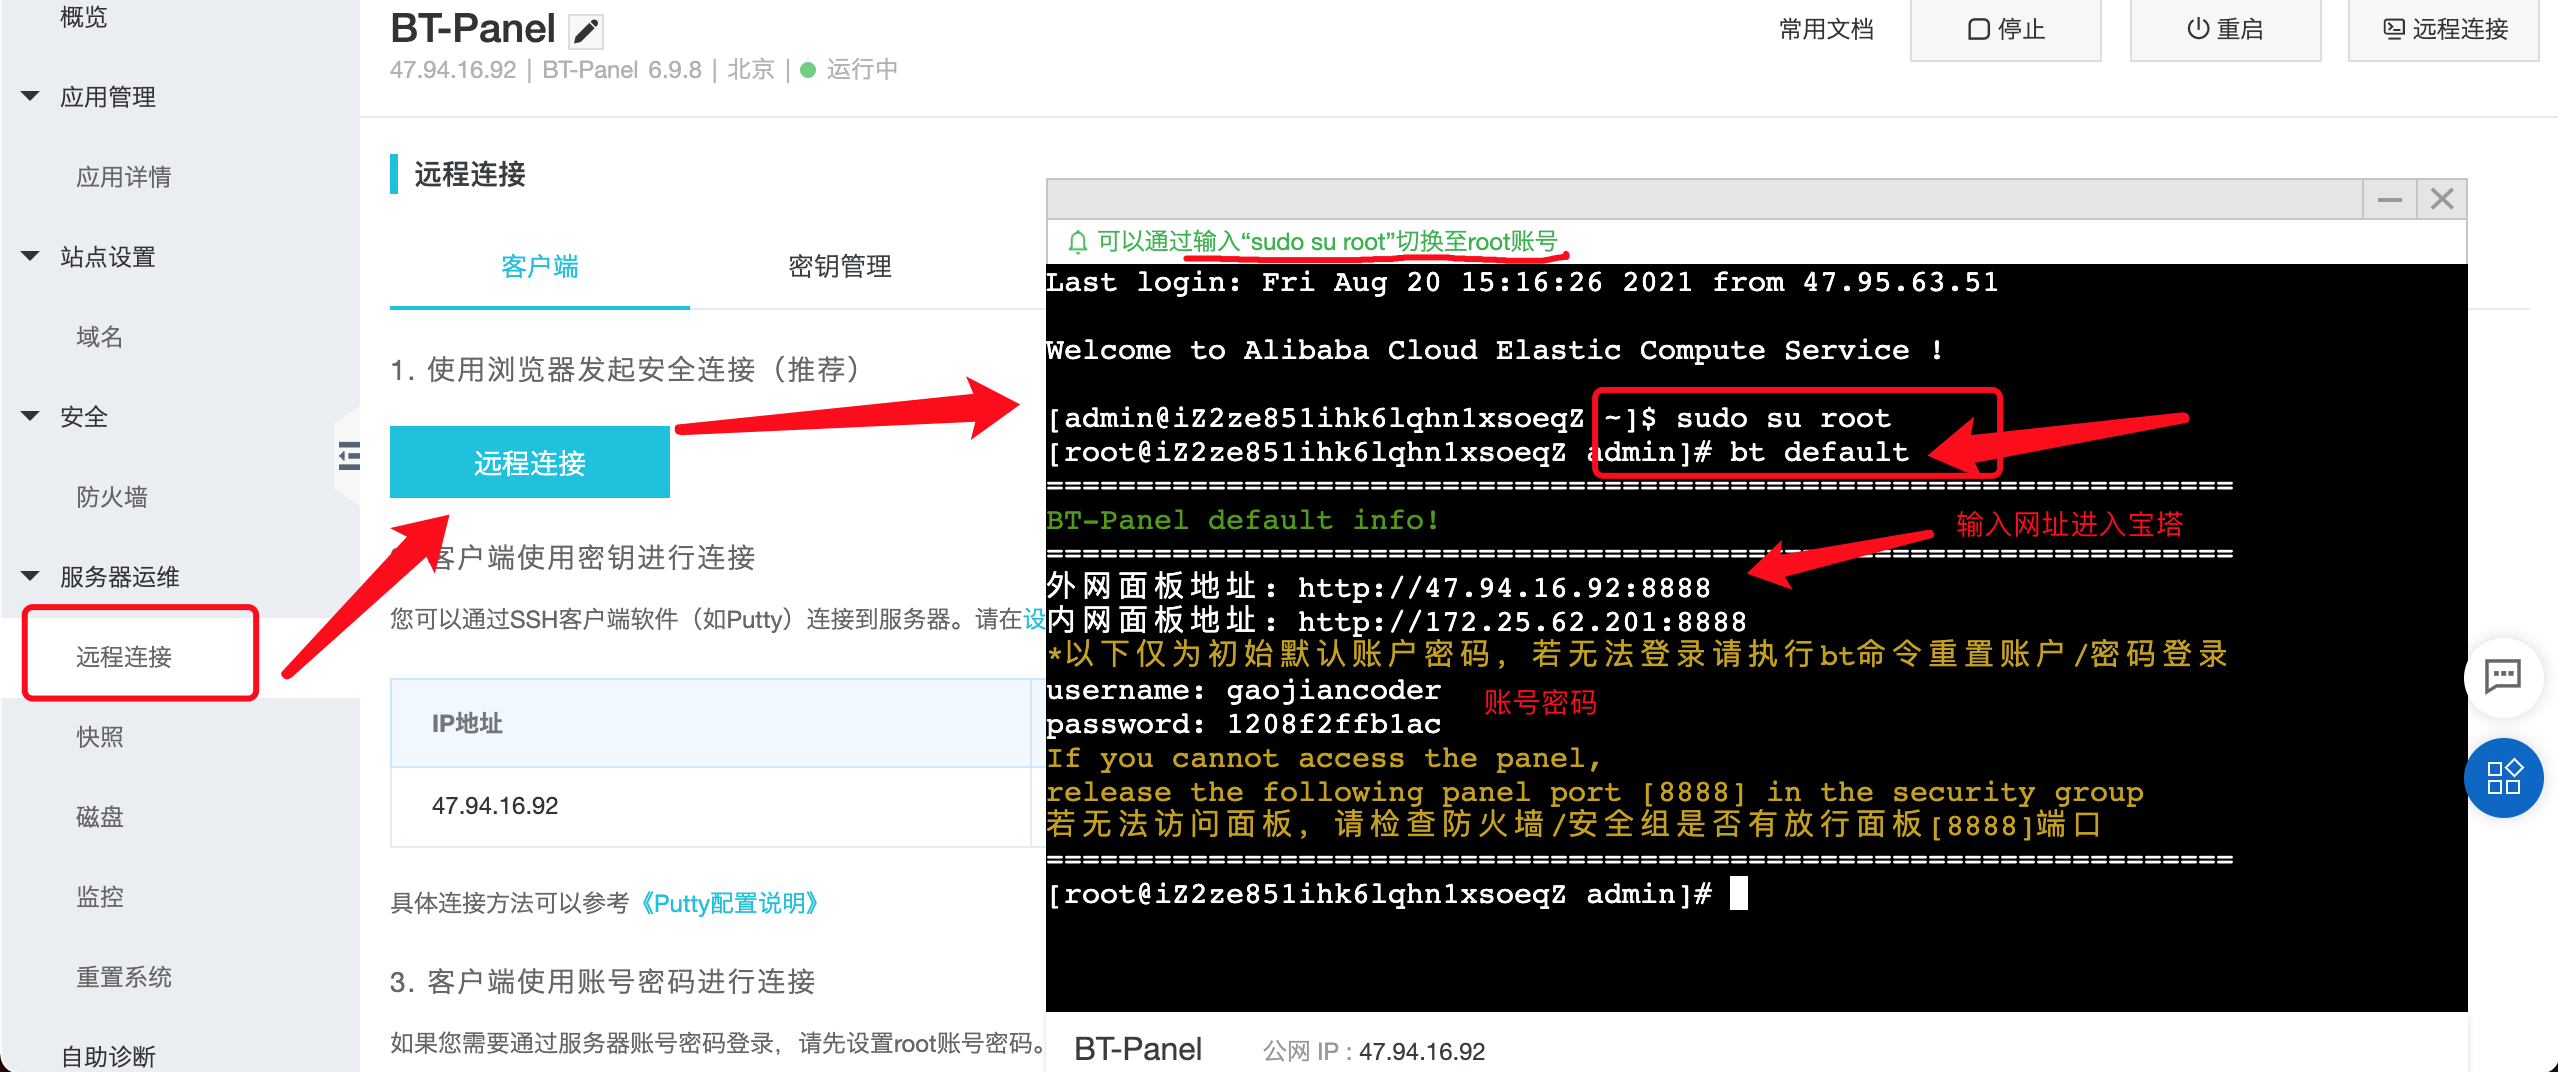 概览
应用管理
应用详情
站点设置
域名
安全
防火墙
服务器运维
远程连接
快照
磁盘
监控
重置系统
自助诊断
BT-Panel
47.94.16.92 | BT-Panel 6.9.8 | 北京 | 运行中
常用文档
停止
重启
远程连接
远程连接
客户端
密钥管理
1. 使用浏览器发起安全连接（推荐）
远程连接
客户端使用密钥进行连接
您可以通过SSH客户端软件（如Putty）连接到服务器。请在设
IP地址
47.94.16.92
具体连接方法可以参考《Putty配置说明》
3. 客户端使用账号密码进行连接
如果您需要通过服务器账号密码登录，请先设置root账号密码。
可以通过输入“sudo su root”切换至root账号
Last login: Fri Aug 20 15:16:26 2021 from 47.95.63.51
Welcome to Alibaba Cloud Elastic Compute Service !
[admin@iZ2ze851ihk6lqhn1xsoeqZ ~]$ sudo su root
[root@iZ2ze851ihk6lqhn1xsoeqZ admin]# bt default
==================================================================
BT-Panel default info!
输入网址进入宝塔
==================================================================
外网面板地址: http://47.94.16.92:8888
内网面板地址: http://172.25.62.201:8888
*以下仅为初始默认账户密码，若无法登录请执行bt命令重置账户/密码登录
username: gaojiancoder
账号密码
password: 1208f2ffb1ac
If you cannot access the panel,
release the following panel port [8888] in the security group
若无法访问面板，请检查防火墙/安全组是否有放行面板[8888]端口
==================================================================
[root@iZ2ze851ihk6lqhn1xsoeqZ admin]#
BT-Panel
公网 IP : 47.94.16.92